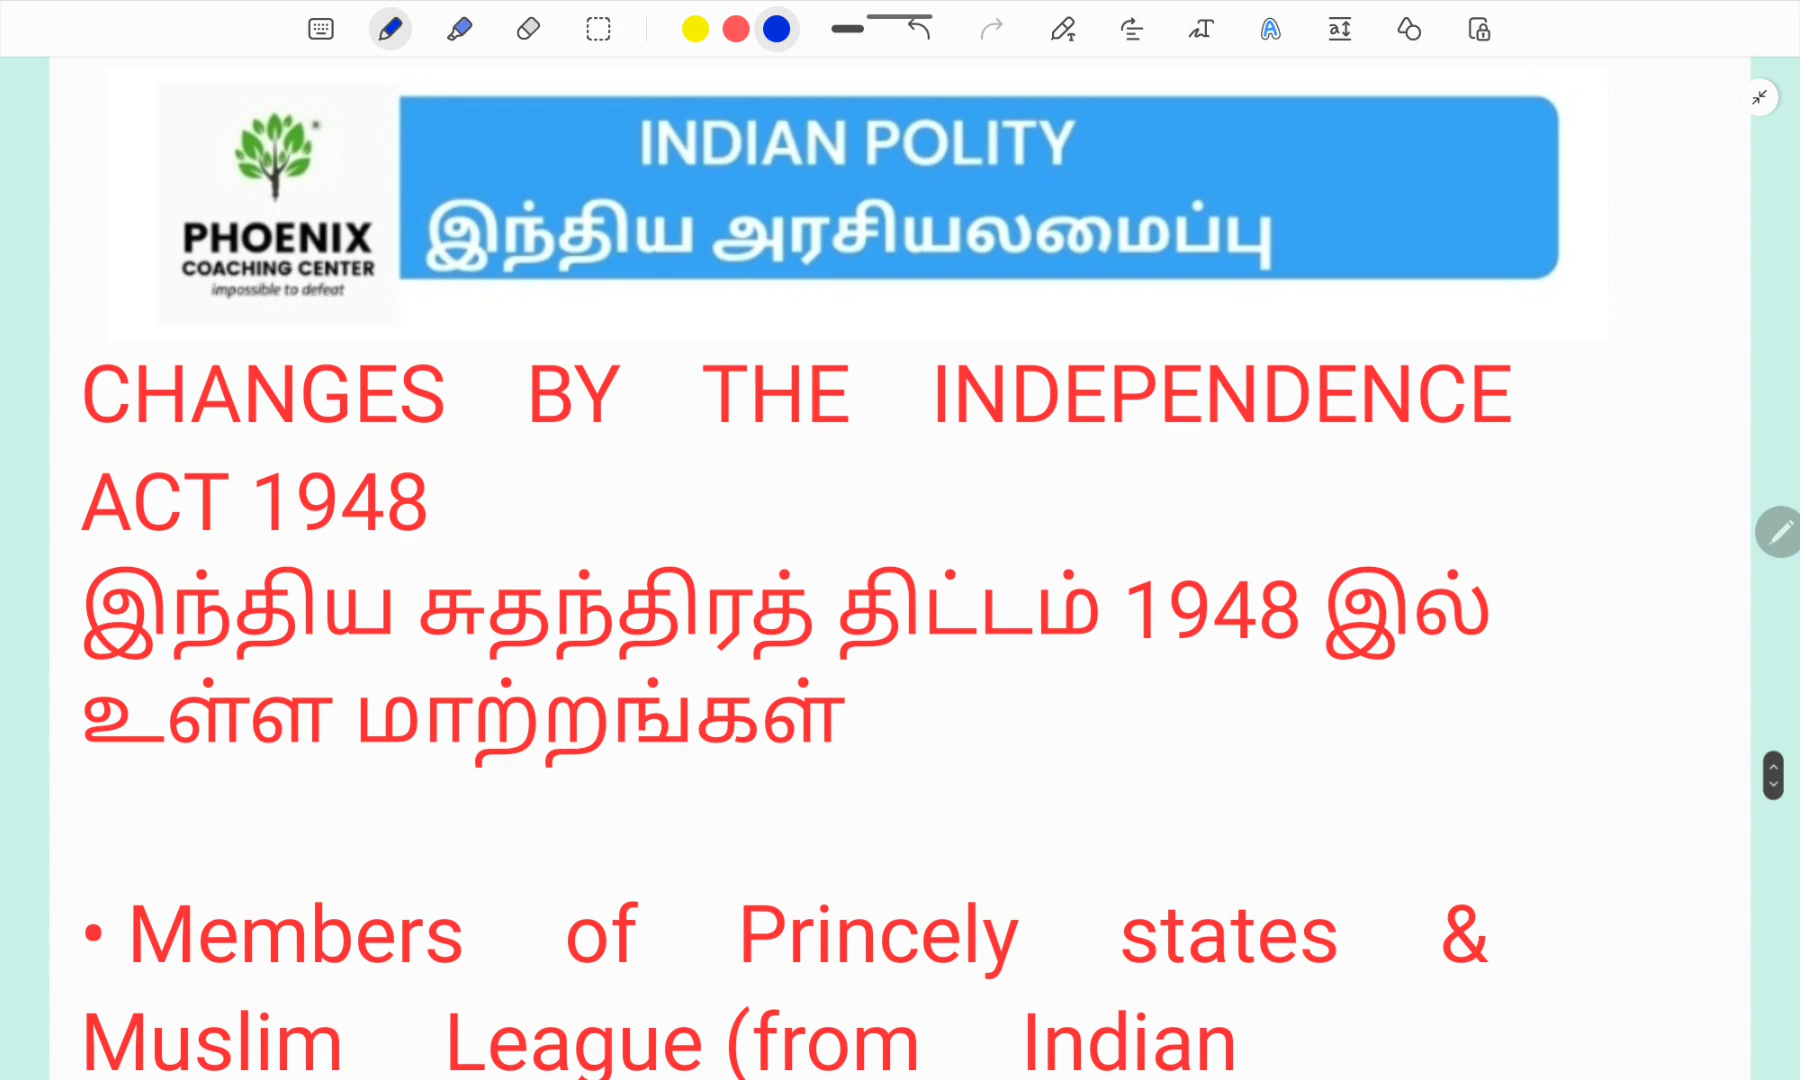 PHOENIX
COACHING CENTER
impossible to defeat
INDIAN POLITY
இந்திய அரசியலமைப்பு
CHANGES BY THE INDEPENDENCE
ACT 1948
இந்திய சுதந்திரத் திட்டம் 1948 இல்
உள்ள மாற்றங்கள்
• Members of Princely states &
Muslim League (from Indian